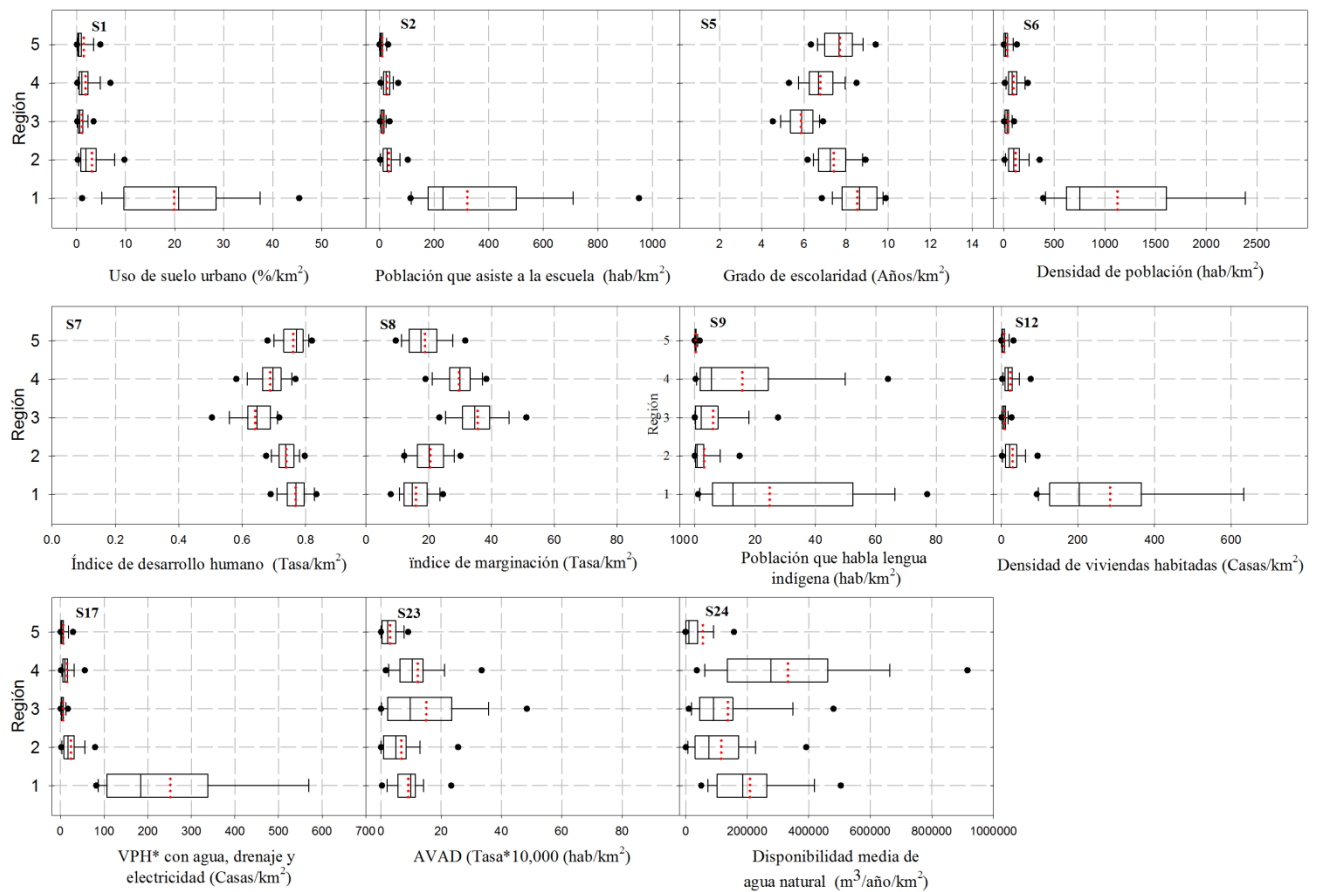 S1
S2
S5
S6
Región
5
4
3
2
1
0 10 20 30 40 50
0 200 400 600 800 1000
2 4 6 8 10 12 14
0 500 1000 1500 2000 2500
Uso de suelo urbano (%/km²)
Población que asiste a la escuela (hab/km²)
Grado de escolaridad (Años/km²)
Densidad de población (hab/km²)
S7
S8
S9
S12
Región
5
4
3
2
1
Región
5
4
3
2
1
0.0 0.2 0.4 0.6 0.8 1.0
0 20 40 60 80 100
0 20 40 60 80
0 200 400 600
Índice de desarrollo humano (Tasa/km²)
ïndice de marginación (Tasa/km²)
Población que habla lengua
indígena (hab/km²)
Densidad de viviendas habitadas (Casas/km²)
S17
S23
S24
Región
5
4
3
2
1
0 100 200 300 400 500 600 700
0 20 40 60 80
0 200000 400000 600000 800000 1000000
VPH* con agua, drenaje y
electricidad (Casas/km²)
AVAD (Tasa*10,000 (hab/km²)
Disponibilidad media de
agua natural (m³/año/km²)